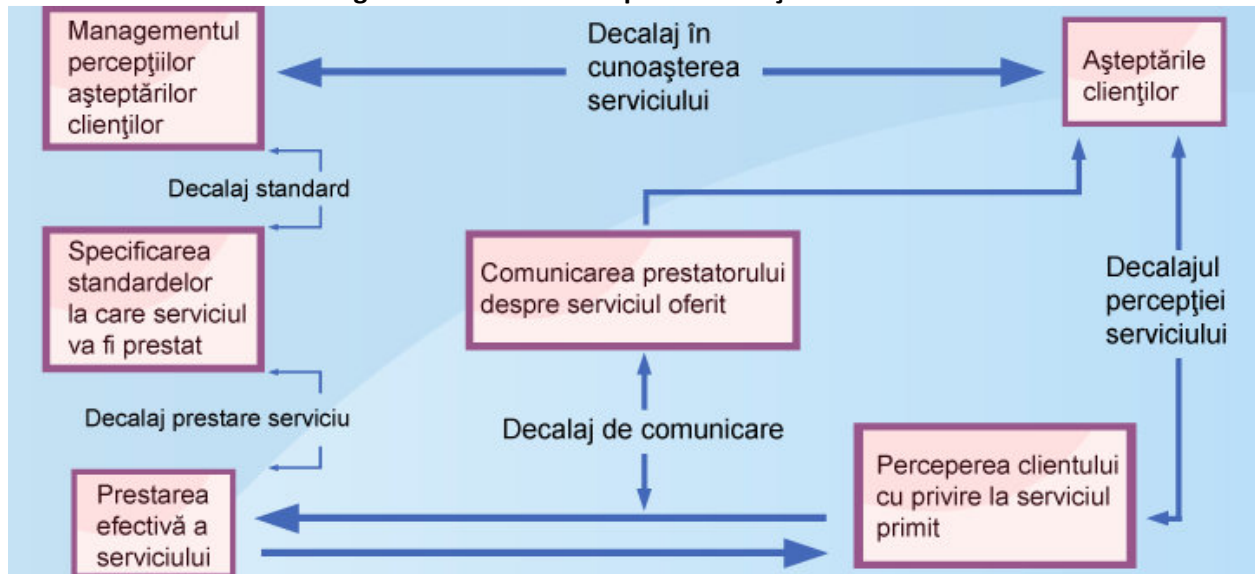 Managementul
percepţiilor
aşteptărilor
clienţilor
Decalaj în
cunoaşterea
serviciului
Aşteptările
clienţilor
Decalaj standard
Specificarea
standardelor
la care serviciul
va fi prestat
Comunicarea prestatorului
despre serviciul oferit
Decalajul
percepţiei
serviciului
Decalaj prestare serviciu
Decalaj de comunicare
Prestarea
efectivă a
serviciului
Perceperea clientului
cu privire la serviciul
primit